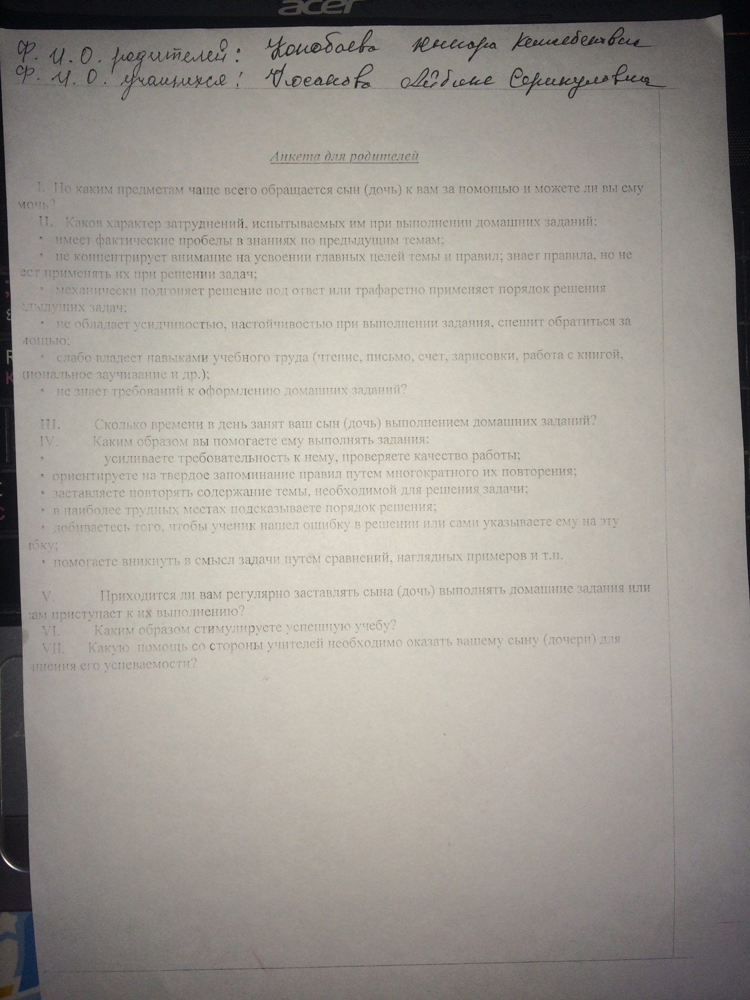 acer
Ф. И. О. родителей:
Ф. И. О. учащихся:
Анкета для родителей
I. По каким предметам чаще всего обращается сын (дочь) к вам за помощью и можете ли вы ему
мочь?
II. Каков характер затруднений, испытываемых им при выполнении домашних заданий:
• имеет фактические пробелы в знаниях по предыдущим темам;
• не концентрирует внимание на усвоении главных целей темы и правил; знает правила, но не
ет применять их при решении задач;
• механически подгоняет решение под ответ или трафаретно применяет порядок решения
дыдущих задач;
• не обладает усидчивостью, настойчивостью при выполнении задания, спешит обратиться за
мощью;
• слабо владеет навыками учебного труда (чтение, письмо, счет, зарисовки, работа с книгой,
циональное заучивание и др.);
• не знает требований к оформлению домашних заданий?
III. Сколько времени в день занят ваш сын (дочь) выполнением домашних заданий?
IV. Каким образом вы помогаете ему выполнять задания:
• усиливаете требовательность к нему, проверяете качество работы;
• ориентируете на твердое запоминание правил путем многократного их повторения;
• заставляете повторять содержание темы, необходимой для решения задачи;
• в наиболее трудных местах подсказываете порядок решения;
• добиваетесь того, чтобы ученик нашел ошибку в решении или сами указываете ему на эту
ибку;
• помогаете вникнуть в смысл задачи путем сравнений, наглядных примеров и т.п.
V. Приходится ли вам регулярно заставлять сына (дочь) выполнять домашние задания или
сам приступает к их выполнению?
VI. Каким образом стимулируете успешную учебу?
VII. Какую помощь со стороны учителей необходимо оказать вашему сыну (дочери) для
чшения его успеваемости?